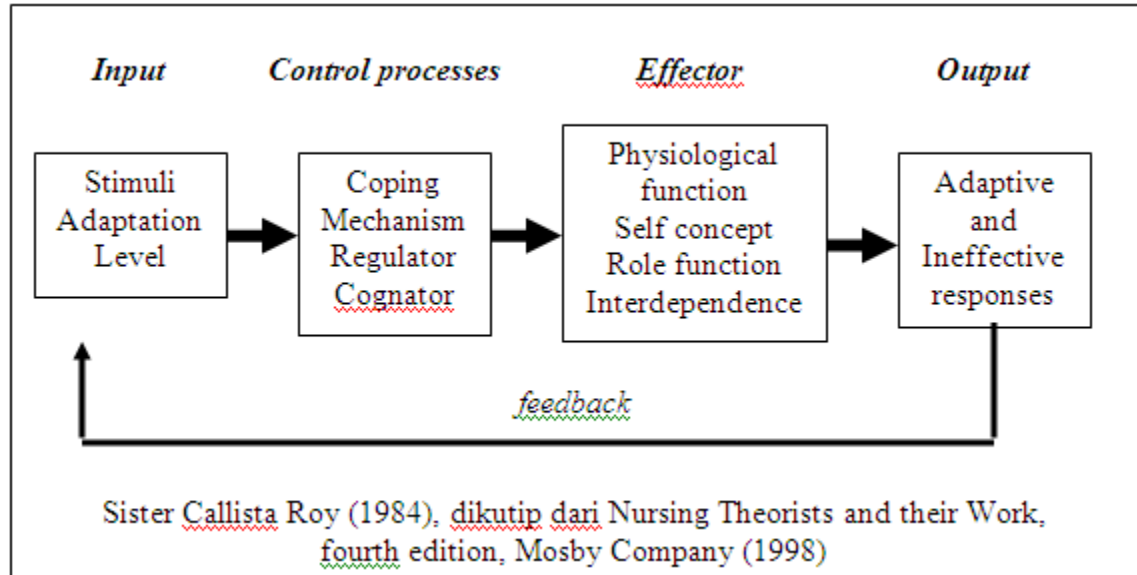 Input
Control processes
Effector
Output
Stimuli
Adaptation
Level
Coping
Mechanism
Regulator
Cognator
Physiological
function
Self concept
Role function
Interdependence
Adaptive
and
Ineffective
responses
feedback
Sister Callista Roy (1984), dikutip dari Nursing Theorists and their Work,
fourth edition, Mosby Company (1998)